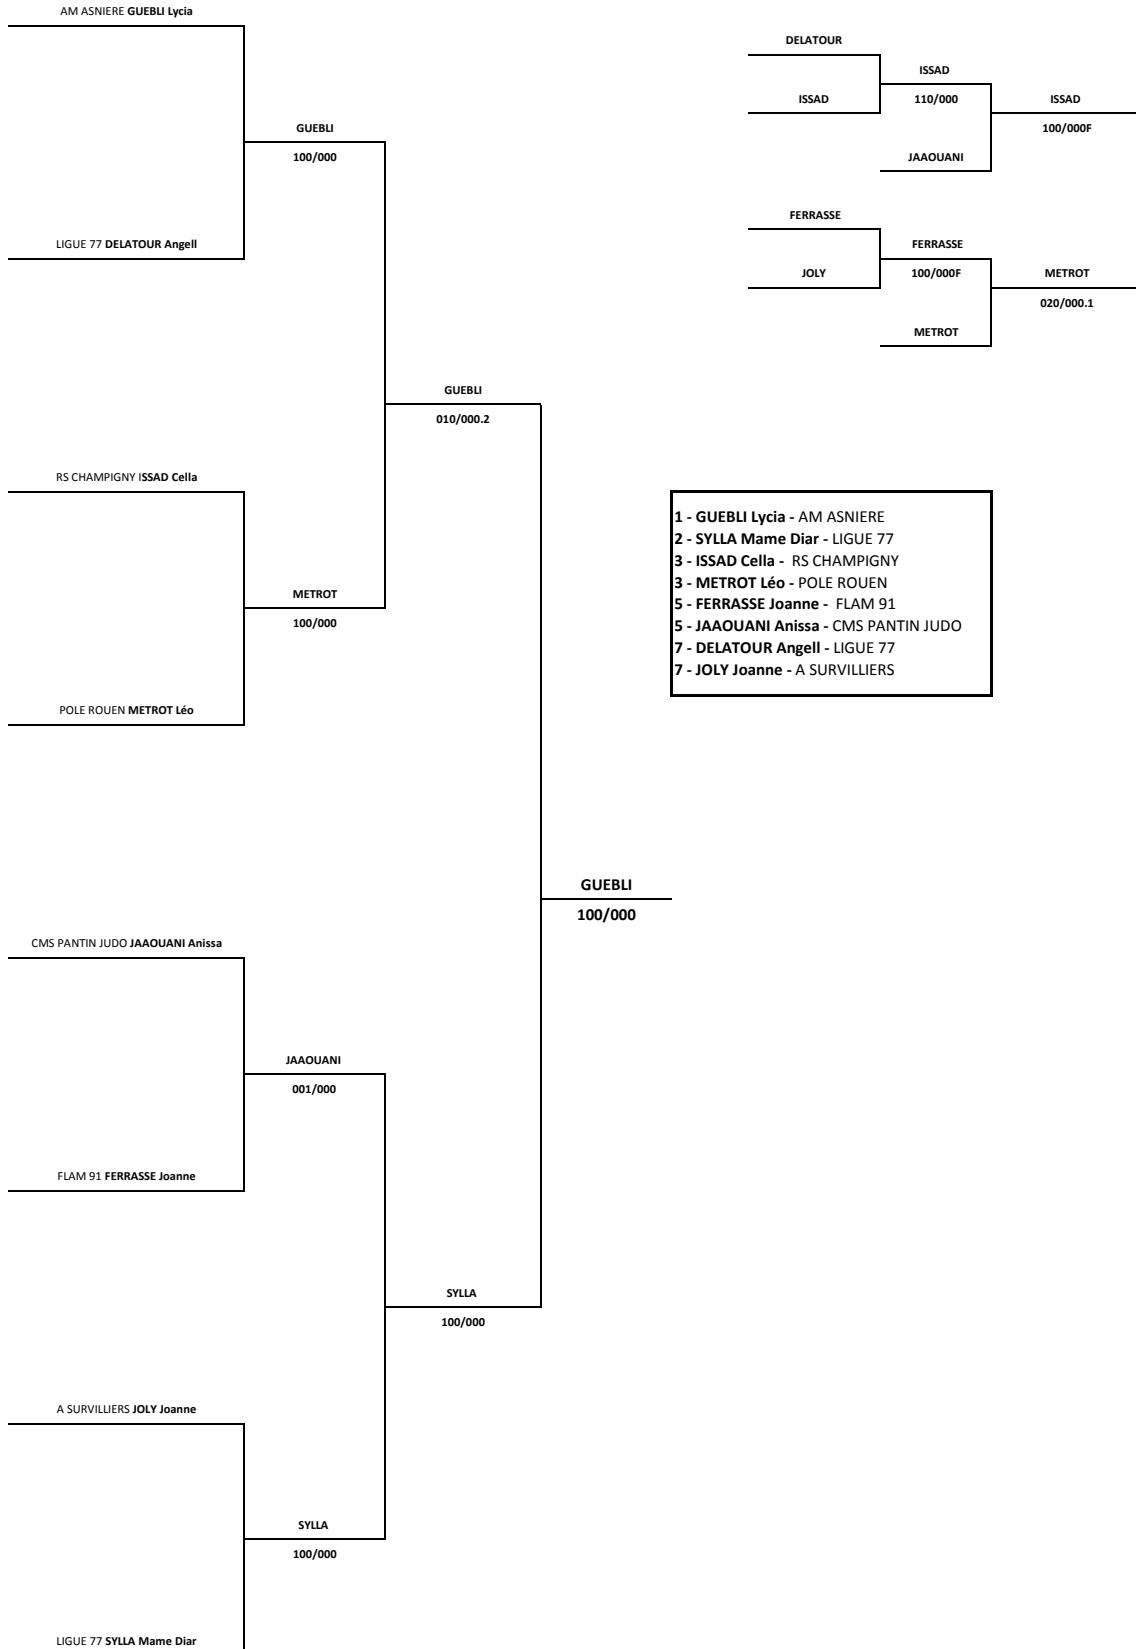 AM ASNIERE GUEBLI Lycia
DELATOUR
ISSAD
ISSAD
110/000
ISSAD
100/000F
GUEBLI
100/000
JAAOUANI
FERRASSE
LIGUE 77 DELATOUR Angell
FERRASSE
JOLY
100/000F
METROT
020/000.1
METROT
GUEBLI
010/000.2
RS CHAMPIGNY ISSAD Cella
1 - GUEBLI Lycia - AM ASNIERE
2 - SYLLA Mame Diar - LIGUE 77
3 - ISSAD Cella - RS CHAMPIGNY
3 - METROT Léo - POLE ROUEN
5 - FERRASSE Joanne - FLAM 91
5 - JAAOUANI Anissa - CMS PANTIN JUDO
7 - DELATOUR Angell - LIGUE 77
7 - JOLY Joanne - A SURVILLIERS
METROT
100/000
POLE ROUEN METROT Léo
GUEBLI
100/000
CMS PANTIN JUDO JAAOUANI Anissa
JAAOUANI
001/000
FLAM 91 FERRASSE Joanne
SYLLA
100/000
A SURVILLIERS JOLY Joanne
SYLLA
100/000
LIGUE 77 SYLLA Mame Diar